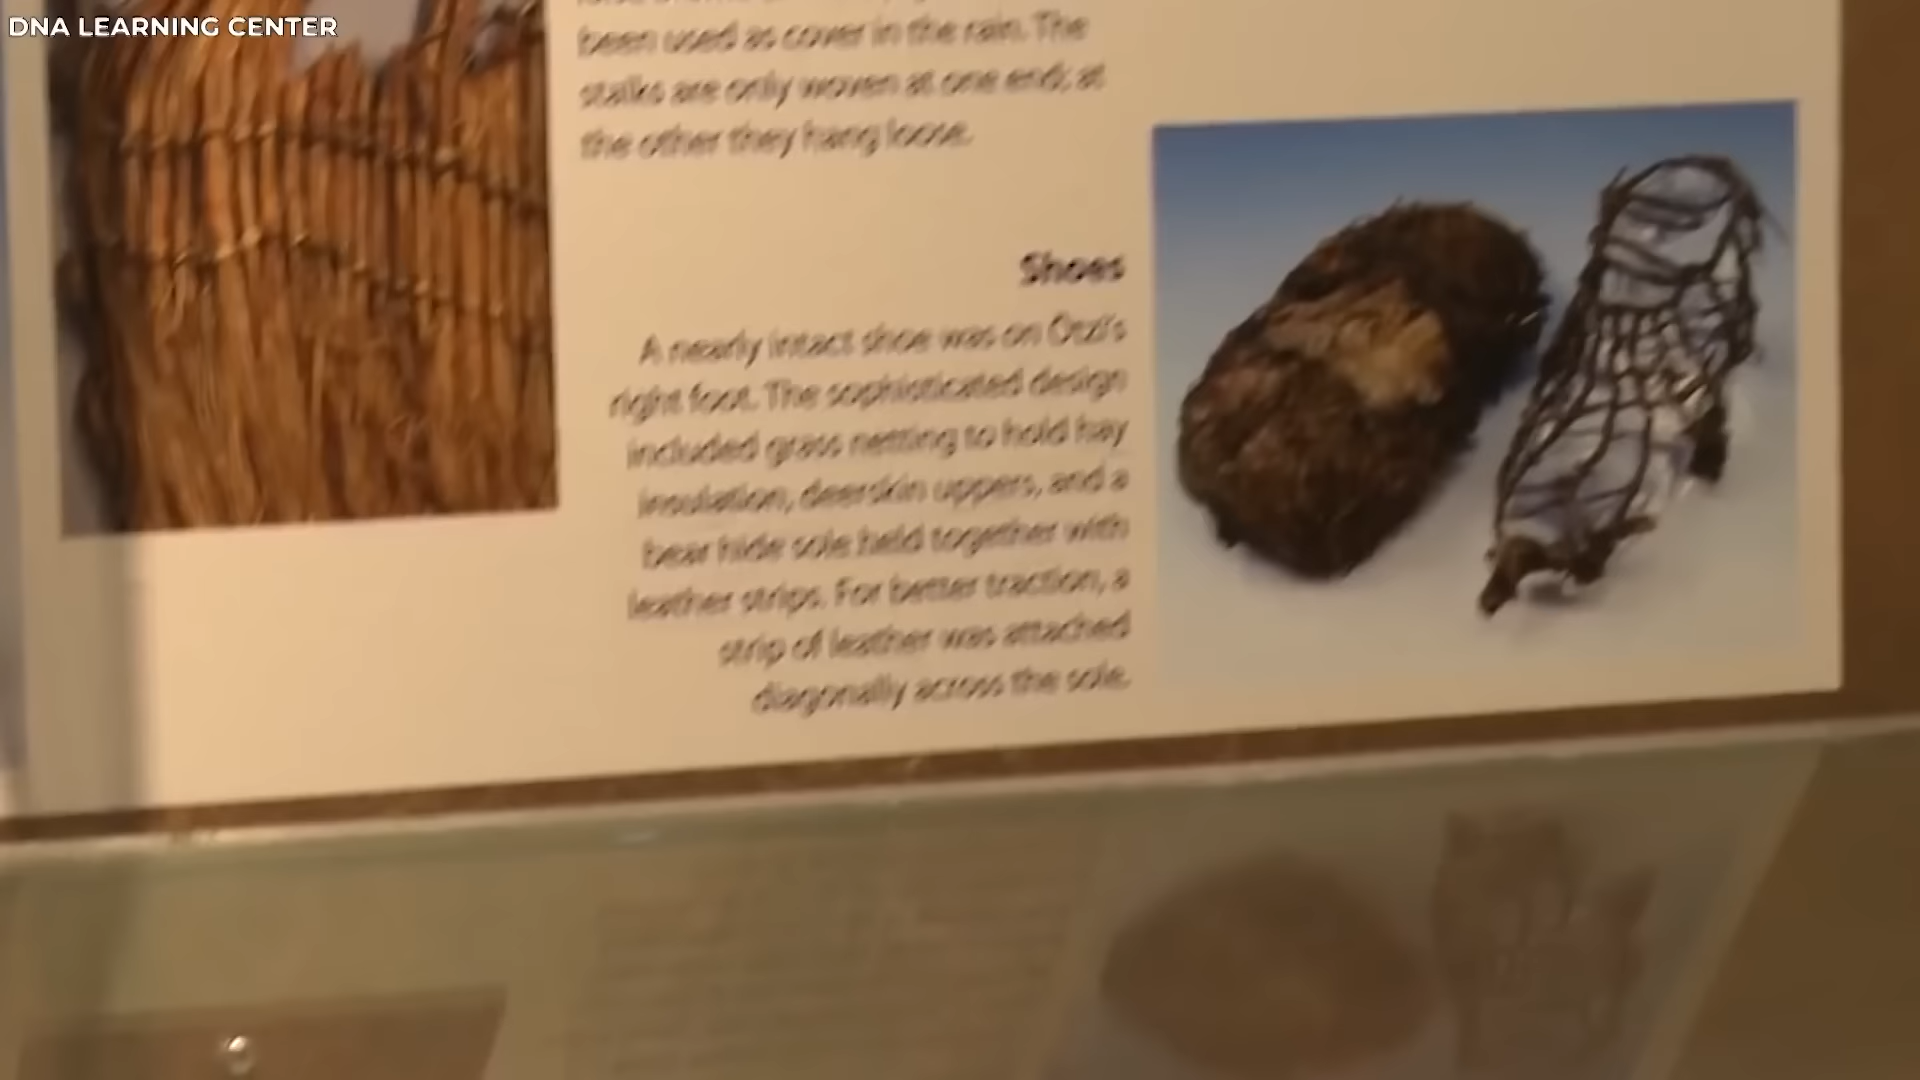 DNA LEARNING CENTER
been used as cover in the rain. The
stalks are only woven at one end; at
the other they hang loose.
Shoes
A nearly intact shoe was on Ötzi's
right foot. The sophisticated design
included grass netting to hold hay
insulation, deerskin uppers, and a
bear hide sole held together with
leather strips. For better traction, a
strip of leather was attached
diagonally across the sole.